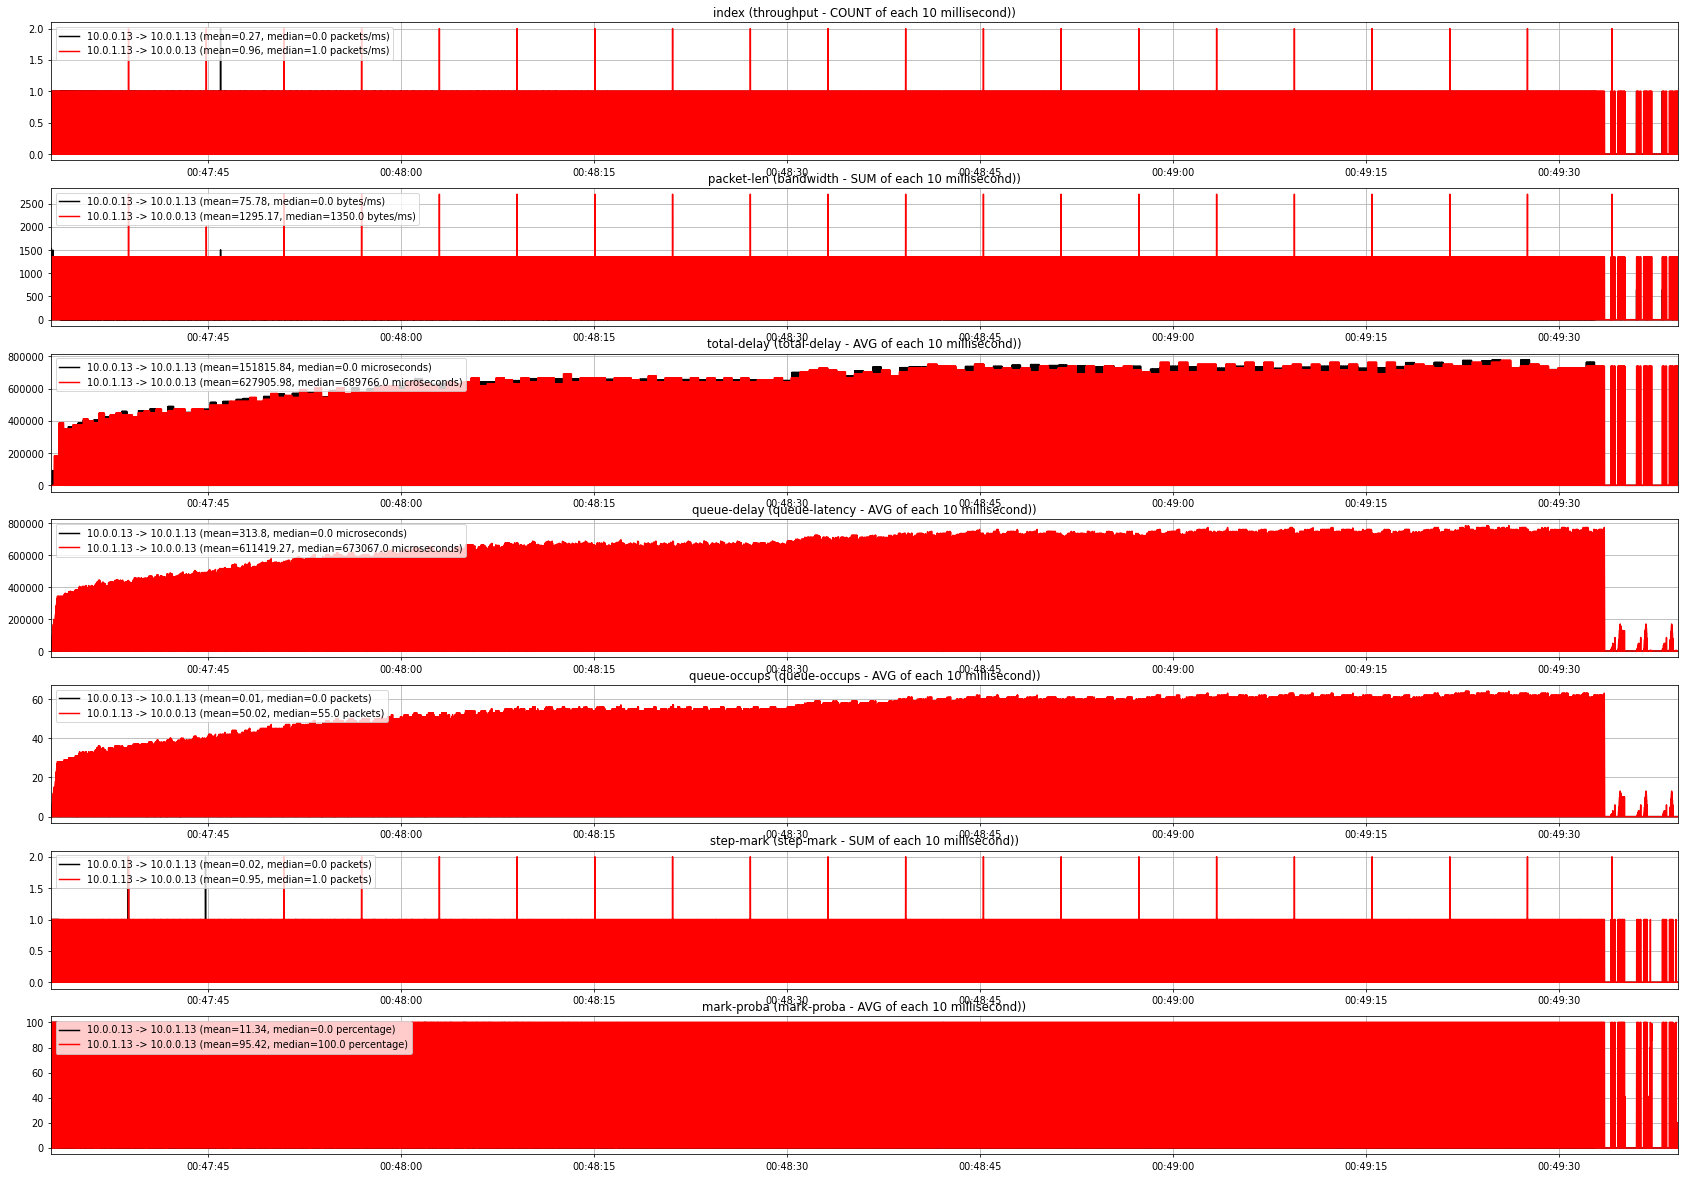 index (throughput - COUNT of each 10 millisecond))
2.0
1.5
1.0
0.5
0.0
10.0.0.13 -> 10.0.1.13 (mean=0.27, median=0.0 packets/ms)
10.0.1.13 -> 10.0.0.13 (mean=0.96, median=1.0 packets/ms)
00:47:45 00:48:00 00:48:15 00:48:30 00:48:45 00:49:00 00:49:15 00:49:30
packet-len (bandwidth - SUM of each 10 millisecond))
2500
2000
1500
1000
500
0
10.0.0.13 -> 10.0.1.13 (mean=75.78, median=0.0 bytes/ms)
10.0.1.13 -> 10.0.0.13 (mean=1295.17, median=1350.0 bytes/ms)
00:47:45 00:48:00 00:48:15 00:48:30 00:48:45 00:49:00 00:49:15 00:49:30
total-delay (total-delay - AVG of each 10 millisecond))
800000
600000
400000
200000
0
10.0.0.13 -> 10.0.1.13 (mean=151815.84, median=0.0 microseconds)
10.0.1.13 -> 10.0.0.13 (mean=627905.98, median=689766.0 microseconds)
00:47:45 00:48:00 00:48:15 00:48:30 00:48:45 00:49:00 00:49:15 00:49:30
queue-delay (queue-latency - AVG of each 10 millisecond))
800000
600000
400000
200000
0
10.0.0.13 -> 10.0.1.13 (mean=313.8, median=0.0 microseconds)
10.0.1.13 -> 10.0.0.13 (mean=611419.27, median=673067.0 microseconds)
00:47:45 00:48:00 00:48:15 00:48:30 00:48:45 00:49:00 00:49:15 00:49:30
queue-occups (queue-occups - AVG of each 10 millisecond))
60
40
20
0
10.0.0.13 -> 10.0.1.13 (mean=0.01, median=0.0 packets)
10.0.1.13 -> 10.0.0.13 (mean=50.02, median=55.0 packets)
00:47:45 00:48:00 00:48:15 00:48:30 00:48:45 00:49:00 00:49:15 00:49:30
step-mark (step-mark - SUM of each 10 millisecond))
2.0
1.5
1.0
0.5
0.0
10.0.0.13 -> 10.0.1.13 (mean=0.02, median=0.0 packets)
10.0.1.13 -> 10.0.0.13 (mean=0.95, median=1.0 packets)
00:47:45 00:48:00 00:48:15 00:48:30 00:48:45 00:49:00 00:49:15 00:49:30
mark-proba (mark-proba - AVG of each 10 millisecond))
100
80
60
40
20
0
10.0.0.13 -> 10.0.1.13 (mean=11.34, median=0.0 percentage)
10.0.1.13 -> 10.0.0.13 (mean=95.42, median=100.0 percentage)
00:47:45 00:48:00 00:48:15 00:48:30 00:48:45 00:49:00 00:49:15 00:49:30